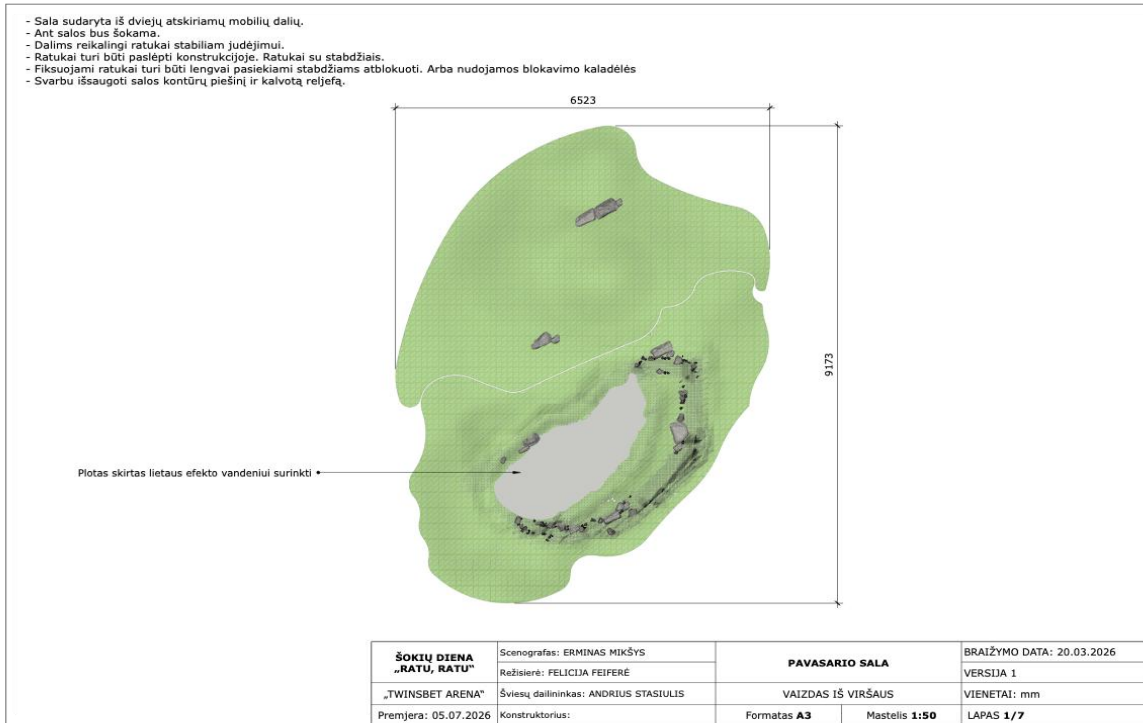 - Sala sudaryta iš dviejų atskiriamų mobilių dalių.
- Ant salos bus šokama.
- Dalims reikalingi ratukai stabiliam judėjimui.
- Ratukai turi būti paslėpti konstrukcijoje. Ratukai su stabdžiais.
- Fiksuojami ratukai turi būti lengvai pasiekiami stabdžiams atblokuoti. Arba nudojamos blokavimo kaladėlės
- Svarbu išsaugoti salos kontūrų piešinį ir kalvotą reljefą.
6523
9173
Plotas skirtas lietaus efekto vandeniui surinkti
ŠOKIŲ DIENA
„RATU, RATU“
„TWINSBET ARENA“
Premjera: 05.07.2026
Scenografas: ERMINAS MIKŠYS
Režisierė: FELICIJA FEIFERĖ
Šviesų dailininkas: ANDRIUS STASIULIS
Konstruktorius:
PAVASARIO SALA
VAIZDAS IŠ VIRŠAUS
Formatas A3
Mastelis 1:50
BRAIŽYMO DATA: 20.03.2026
VERSIJA 1
VIENETAI: mm
LAPAS 1/7